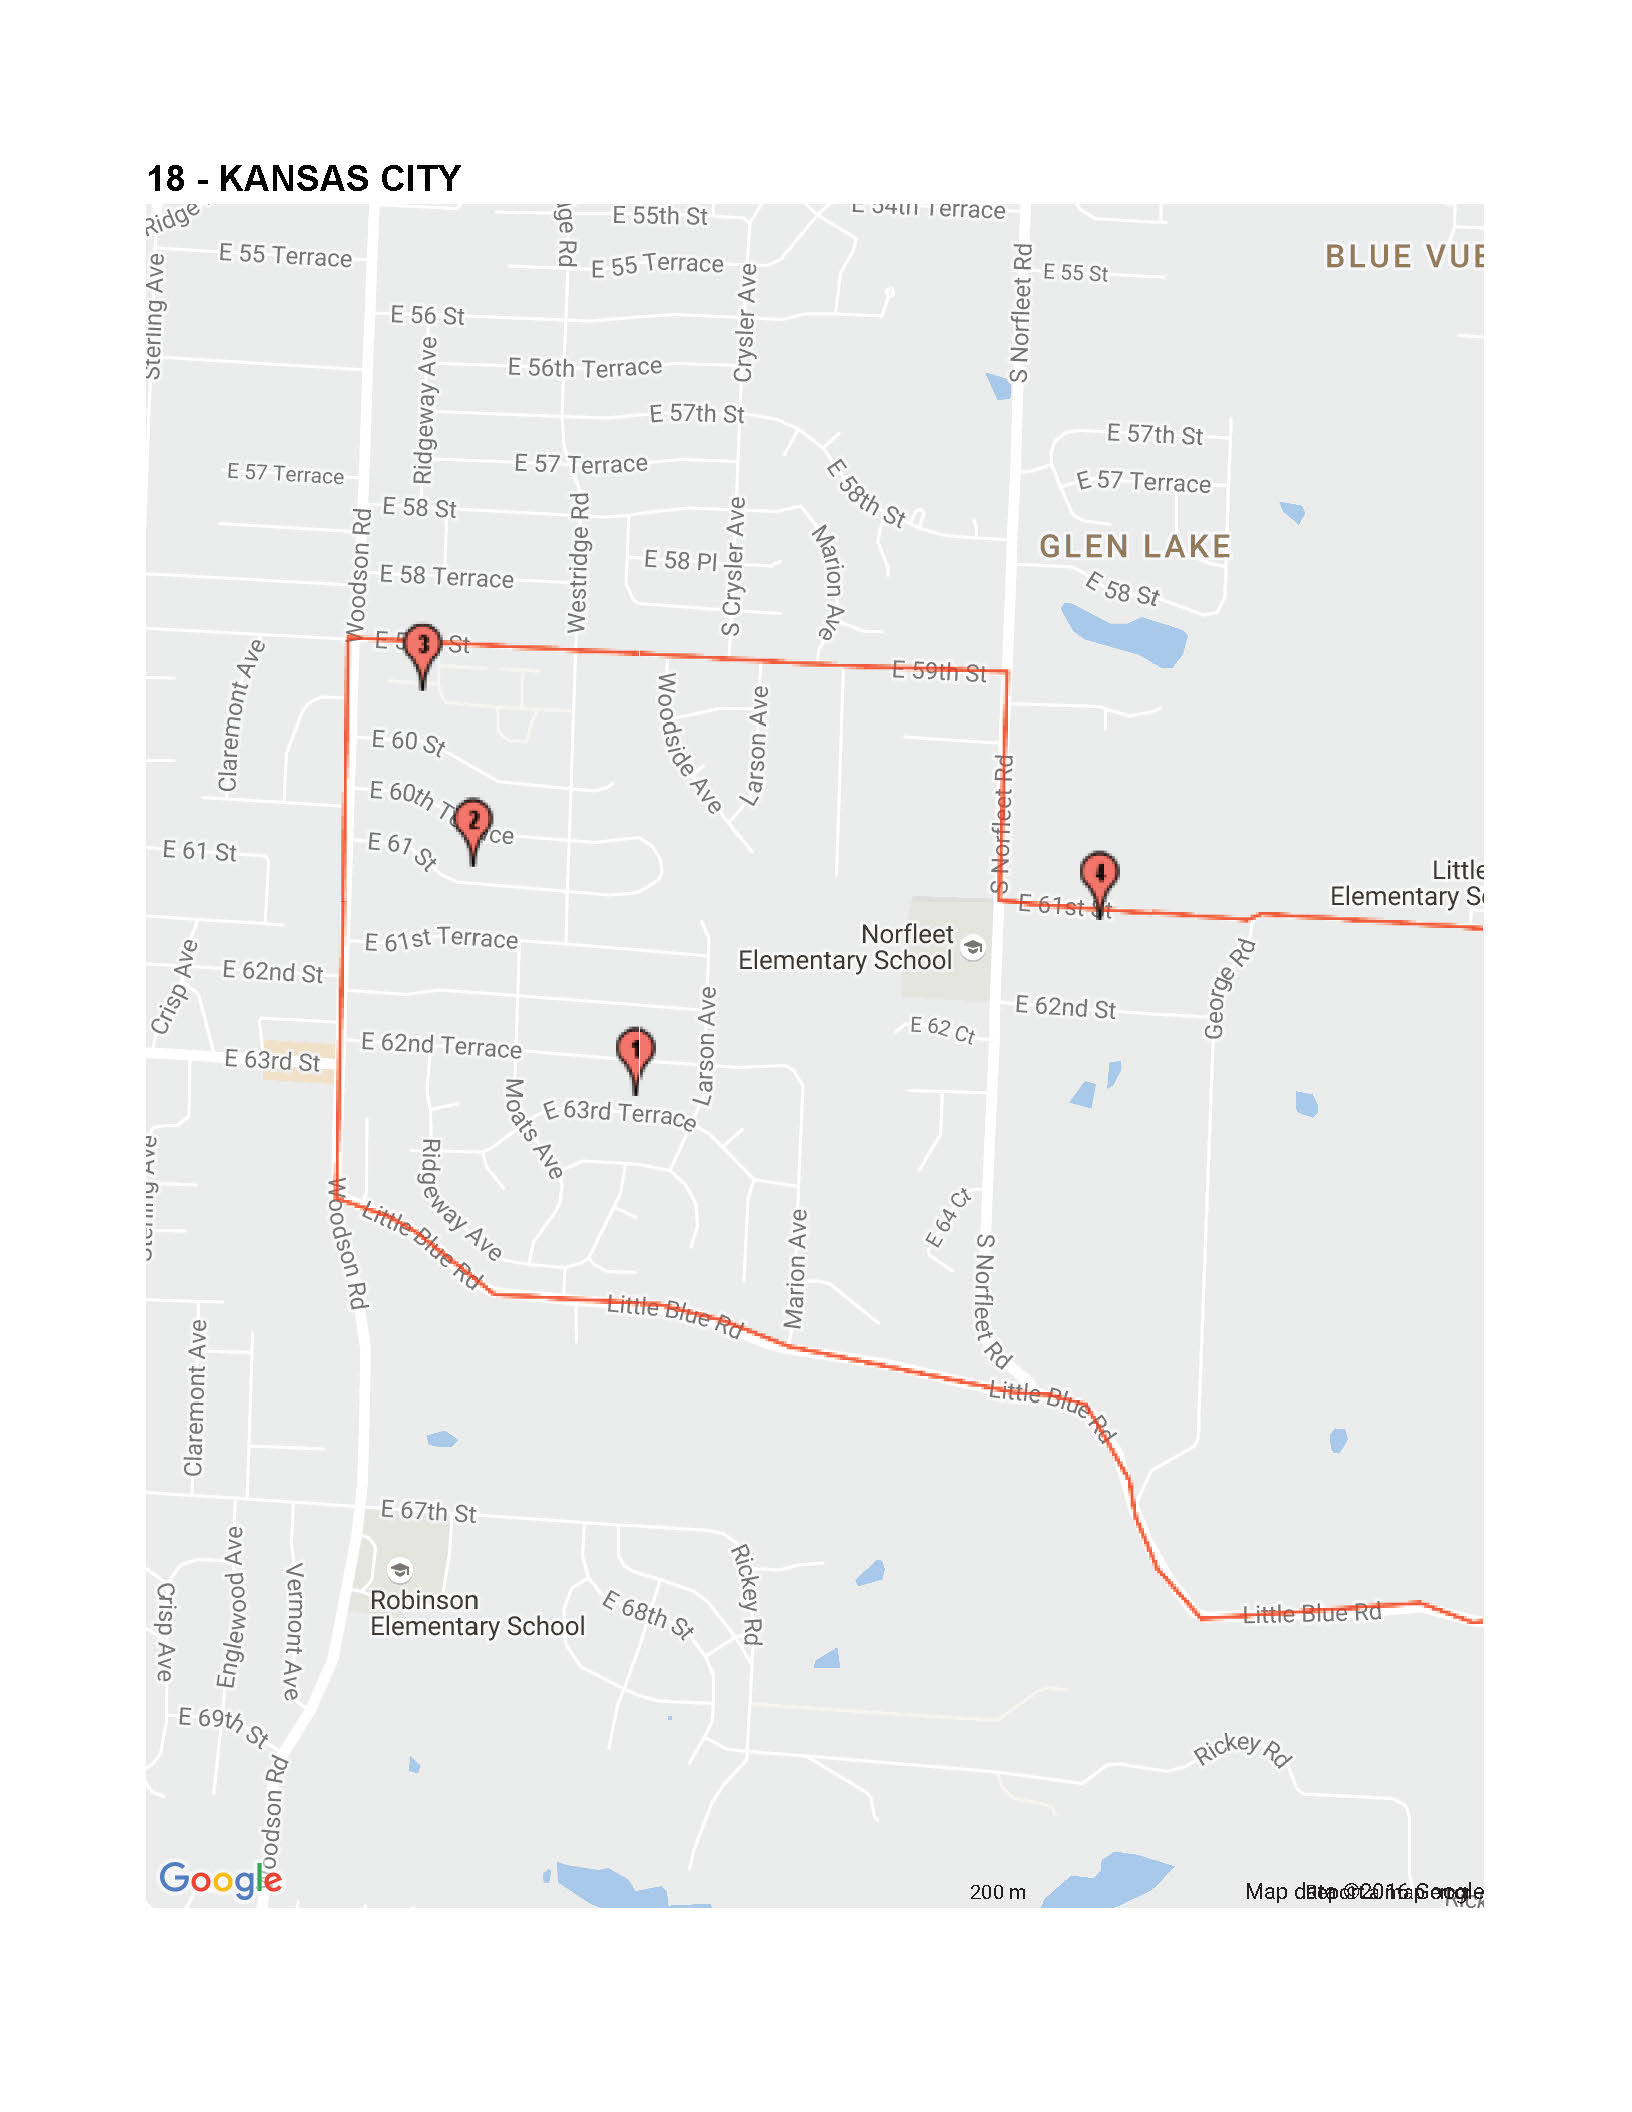 18 - KANSAS CITY
Ridge
E 55th St
E 54th Terrace
E 55 Terrace
E 55 Terrace
Sterling Ave
Crysler Ave
S Norfleet Rd
E 55 St
BLUE VUE
E 56 St
Ridgeway Ave
E 56th Terrace
E 57th St
E 57th St
E 57 Terrace
E 57 Terrace
E 57 Terrace
E 58 St
E 58th St
Woodson Rd
Westridge Rd
S Crysler Ave
Marion Ave
E 58 Pl
E 58 Terrace
GLEN LAKE
E 58 St
3
E 59th St
Claremont Ave
Woodside Ave
Larson Ave
E 60 St
E 60th Terrace
2
E 61 St
E 61 St
S Norfleet Rd
4
E 61st St
Little
Elementary S
Norfleet
Elementary School
E 61st Terrace
Crisp Ave
E 62nd St
George Rd
E 62nd St
E 62 Ct
Larson Ave
E 63rd St
E 62nd Terrace
1
Moats Ave
E 63rd Terrace
Sterling Ave
Ridgeway Ave
Woodson Rd
Little Blue Rd
E 64 Ct
Marion Ave
S Norfleet Rd
Little Blue Rd
Little Blue Rd
Claremont Ave
E 67th St
Robinson
Elementary School
Crisp Ave
Englewood Ave
Vermont Ave
E 68th St
Rickey Rd
Little Blue Rd
E 69th St
Woodson Rd
Rickey Rd
Google
200 m
Map data ©2016 Google